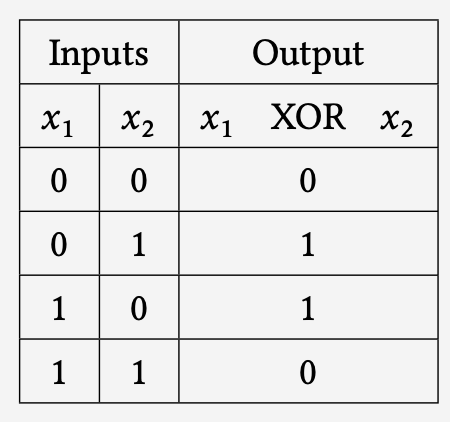 Inputs Output
x₁ x₂ x₁ XOR x₂
0 0 0
0 1 1
1 0 1
1 1 0